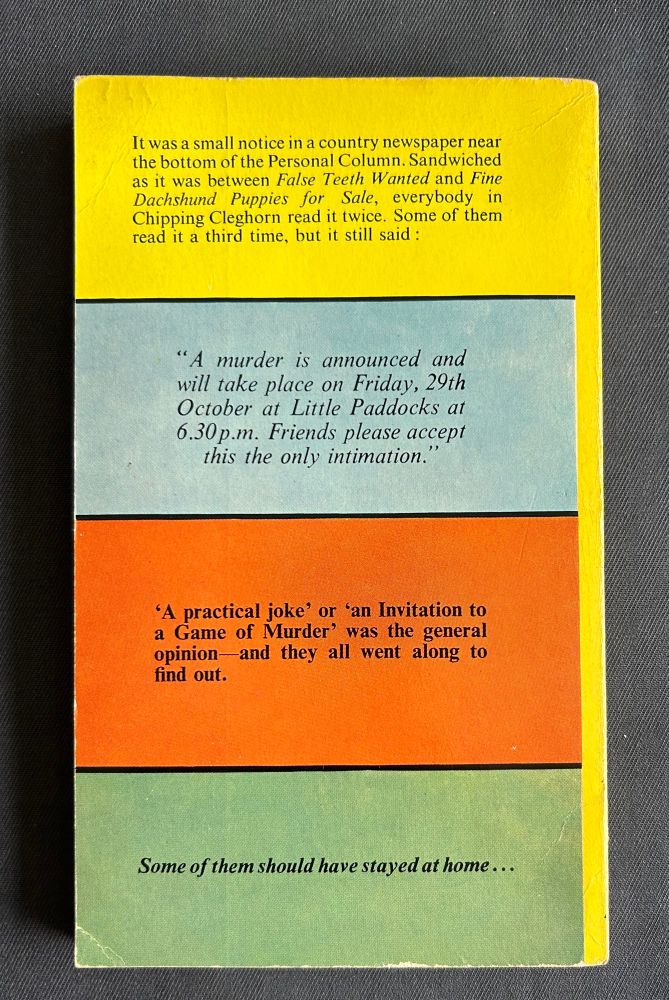 It was a small notice in a country newspaper near
the bottom of the Personal Column. Sandwiched
as it was between False Teeth Wanted and Fine
Dachshund Puppies for Sale, everybody in
Chipping Cleghorn read it twice. Some of them
read it a third time, but it still said :
“A murder is announced and
will take place on Friday, 29th
October at Little Paddocks at
6.30 p.m. Friends please accept
this the only intimation.”
‘A practical joke’ or ‘an Invitation to
a Game of Murder’ was the general
opinion—and they all went along to
find out.
Some of them should have stayed at home . . .